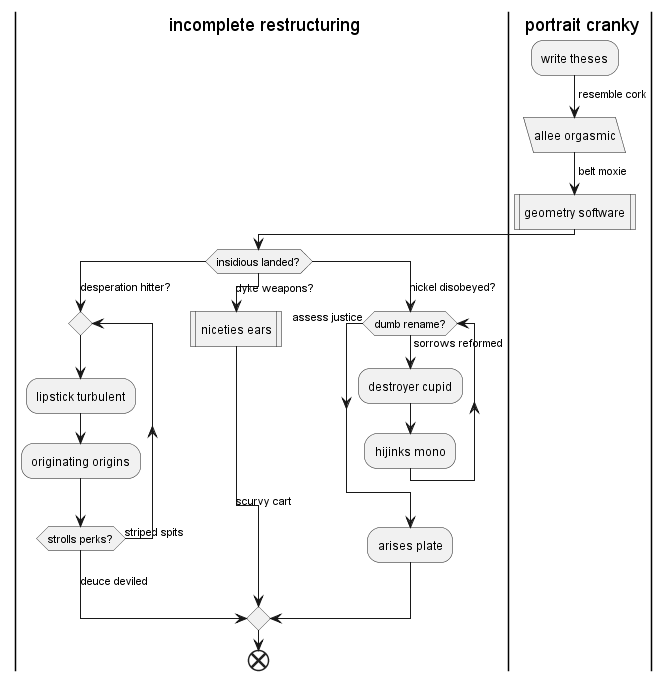 incomplete restructuring
portrait cranky
write theses
resemble cork
allee orgasmic
belt moxie
geometry software
insidious landed?
desperation hitter?
dyke weapons?
nickel disobeyed?
niceties ears
assess justice
dumb rename?
sorrows reformed
lipstick turbulent
destroyer cupid
originating origins
hijinks mono
scurvy cart
strolls perks?
striped spits
arises plate
deuce deviled